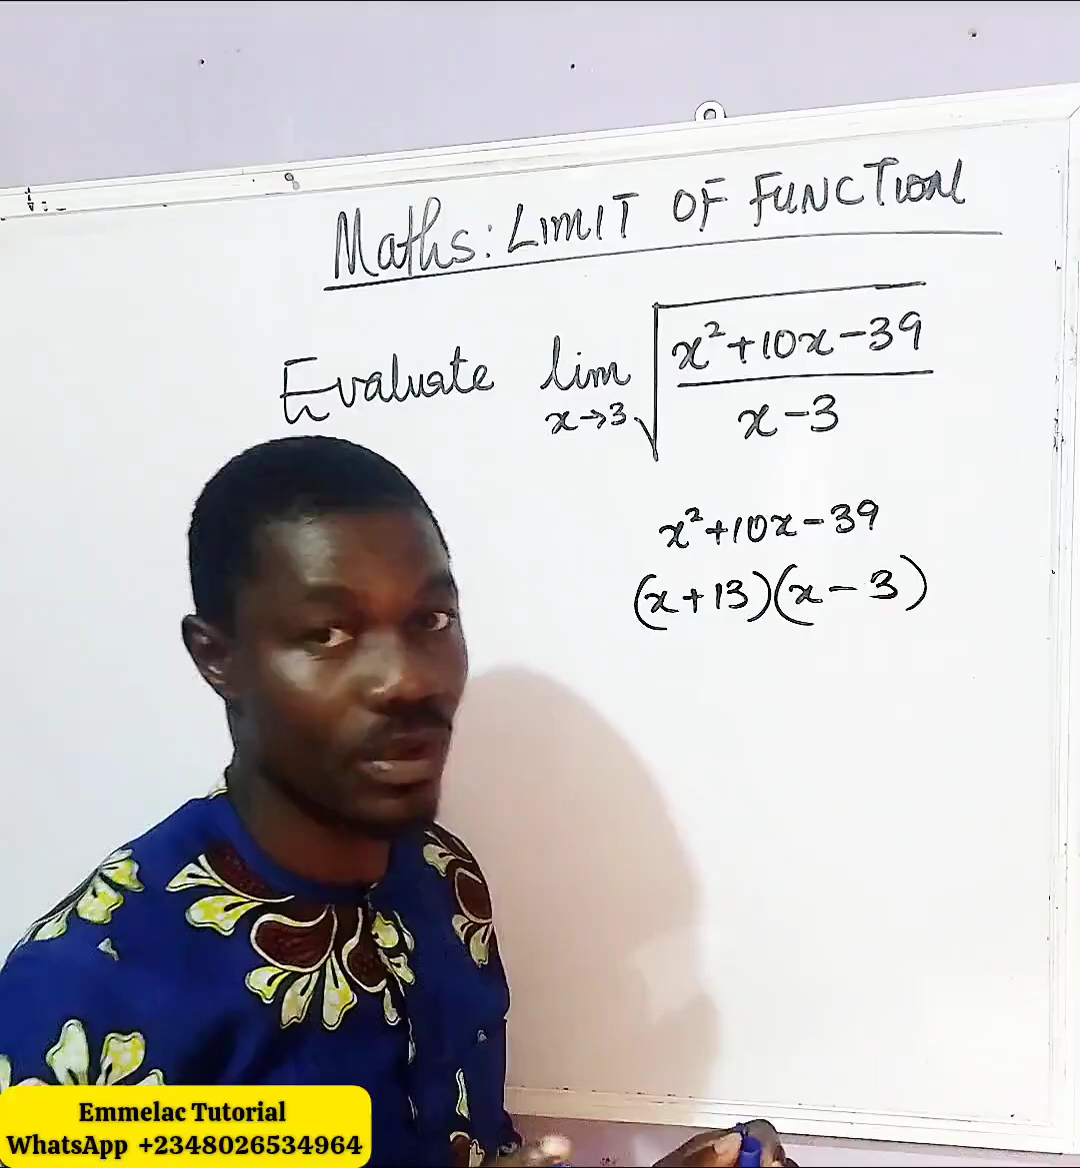 Maths: LIMIT OF FUNCTION
Evaluate lim x→3 √((x²+10x-39)/(x-3))
x²+10x-39
(x+13)(x-3)
Emmelac Tutorial
WhatsApp +2348026534964